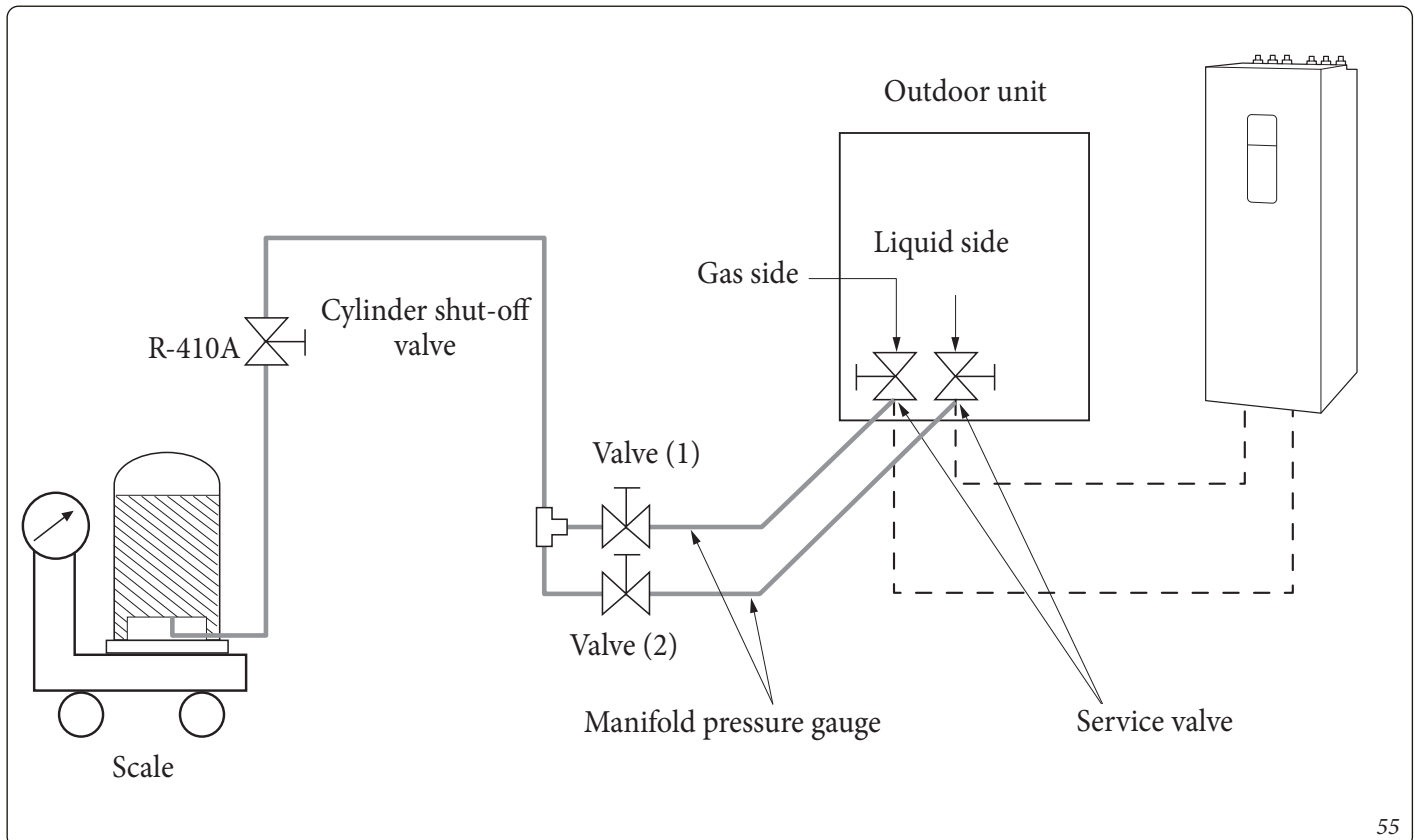 Outdoor unit
Liquid side
Gas side
Cylinder shut-off
valve
R-410A
Valve (1)
Valve (2)
Manifold pressure gauge
Service valve
Scale
55